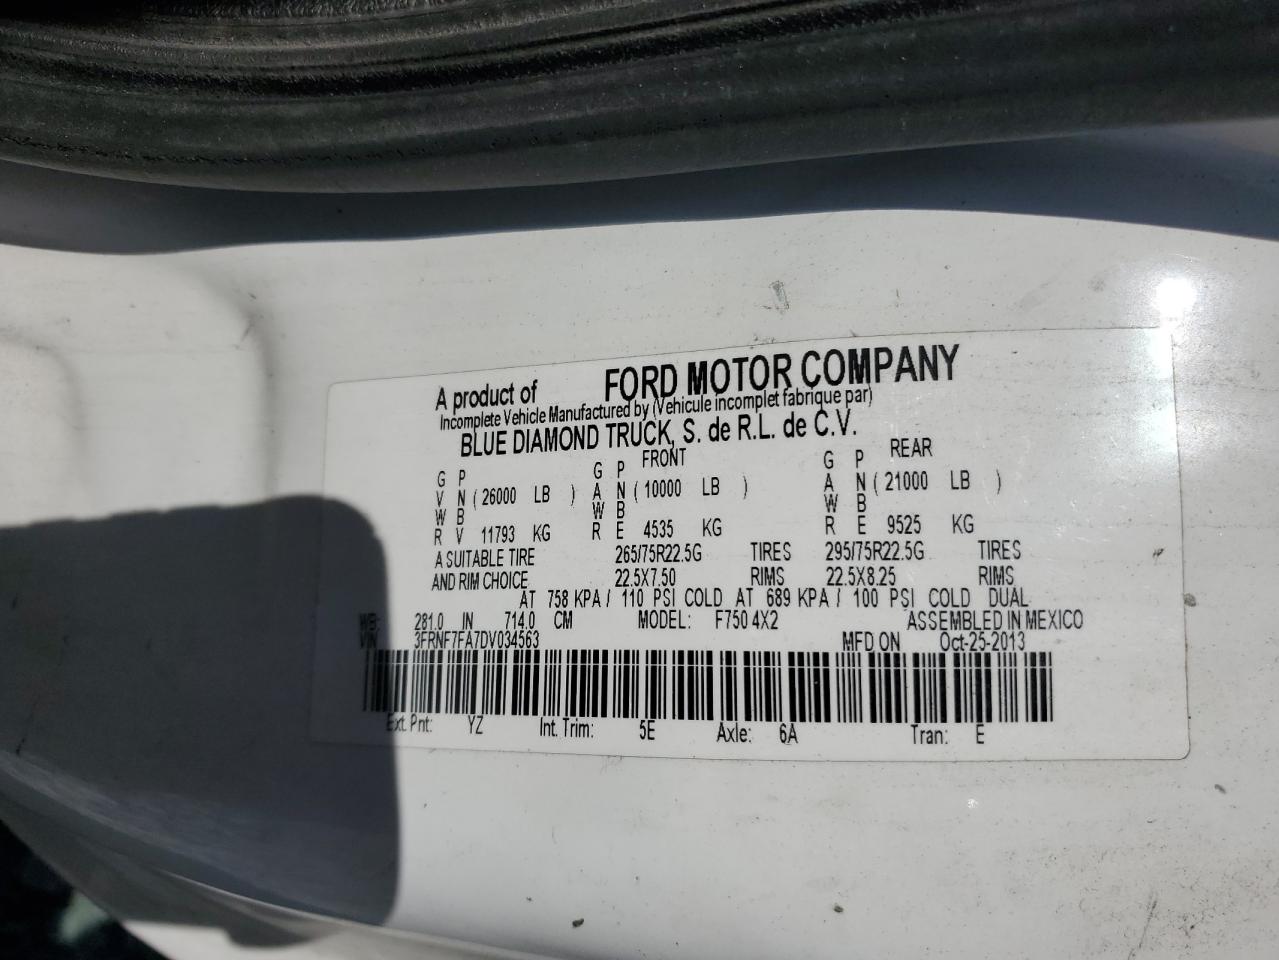 A product of FORD MOTOR COMPANY
Incomplete Vehicle Manufactured by (Vehicule incomplet fabrique par)
BLUE DIAMOND TRUCK, S. de R.L. de C.V.
FRONT REAR
G P G P G P
V N ( 26000 LB ) A N ( 10000 LB ) A N ( 21000 LB )
W B W B W B
R V 11793 KG R E 4535 KG R E 9525 KG
A SUITABLE TIRE 265/75R22.5G TIRES 295/75R22.5G TIRES
AND RIM CHOICE 22.5X7.50 RIMS 22.5X8.25 RIMS
AT 758 KPA / 110 PSI COLD AT 689 KPA / 100 PSI COLD DUAL
WB: 281.0 IN 714.0 CM MODEL: F750 4X2 ASSEMBLED IN MEXICO
VIN: 3FRNF7FA7DV034563 MFD ON Oct-25-2013
Ext. Pnt: YZ Int. Trim: 5E Axle: 6A Tran: E